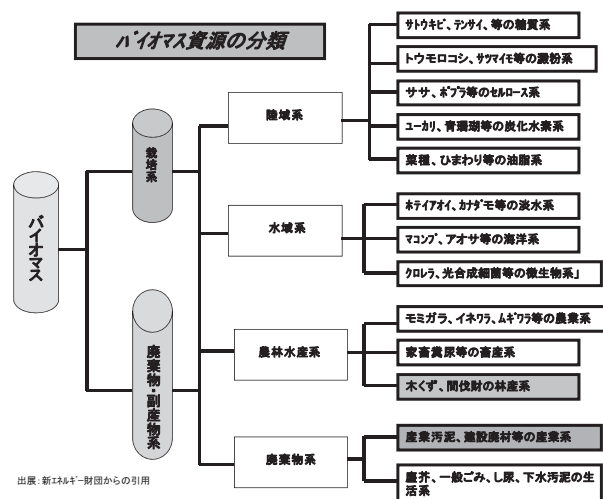 バイオマス資源の分類
バイオマス
栽培系
廃棄物・副産物系
陸域系
水域系
農林水産系
廃棄物系
サトウキビ、テンサイ、等の糖質系
トウモロコシ、サツマイモ等の澱粉系
ササ、ポプラ等のセルロース系
ユーカリ、青珊瑚等の炭化水素系
菜種、ひまわり等の油脂系
ホテイアオイ、カナダモ等の淡水系
マコンブ、アオサ等の海洋系
クロレラ、光合成細菌等の微生物系」
モミガラ、イネワラ、ムギワラ等の農業系
家畜糞尿等の畜産系
木くず、間伐財の林産系
産業汚泥、建設廃材等の産業系
塵芥、一般ごみ、し尿、下水汚泥の生
活系
出展：新エネルギー財団からの引用